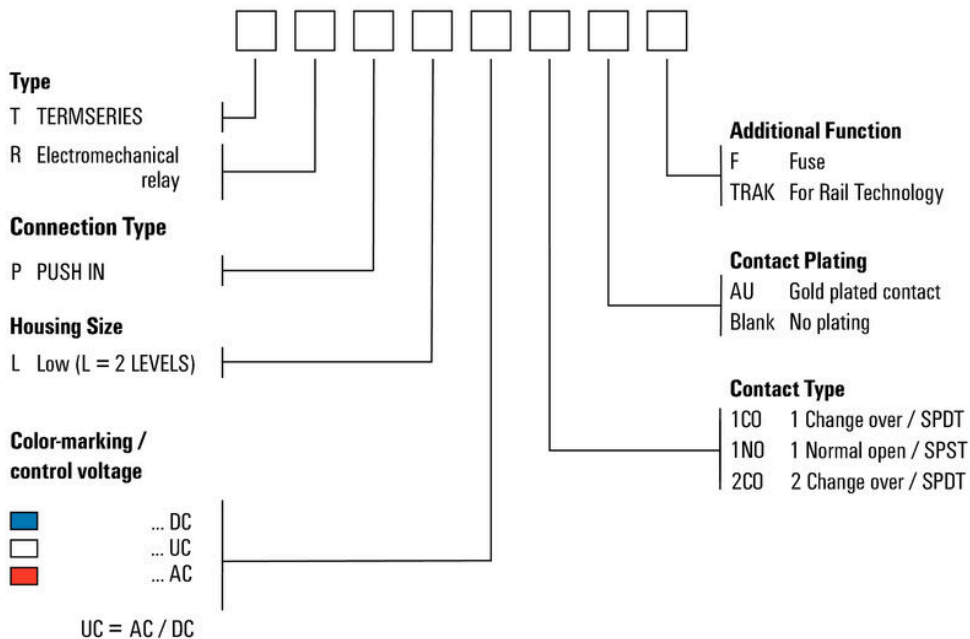 Type
T TERMSERIES
R Electromechanical
relay
Connection Type
P PUSH IN
Housing Size
L Low (L = 2 LEVELS)
Color-marking /
control voltage
... DC
... UC
... AC
UC = AC / DC
Additional Function
F Fuse
TRAK For Rail Technology
Contact Plating
AU Gold plated contact
Blank No plating
Contact Type
1CO 1 Change over / SPDT
1NO 1 Normal open / SPST
2CO 2 Change over / SPDT